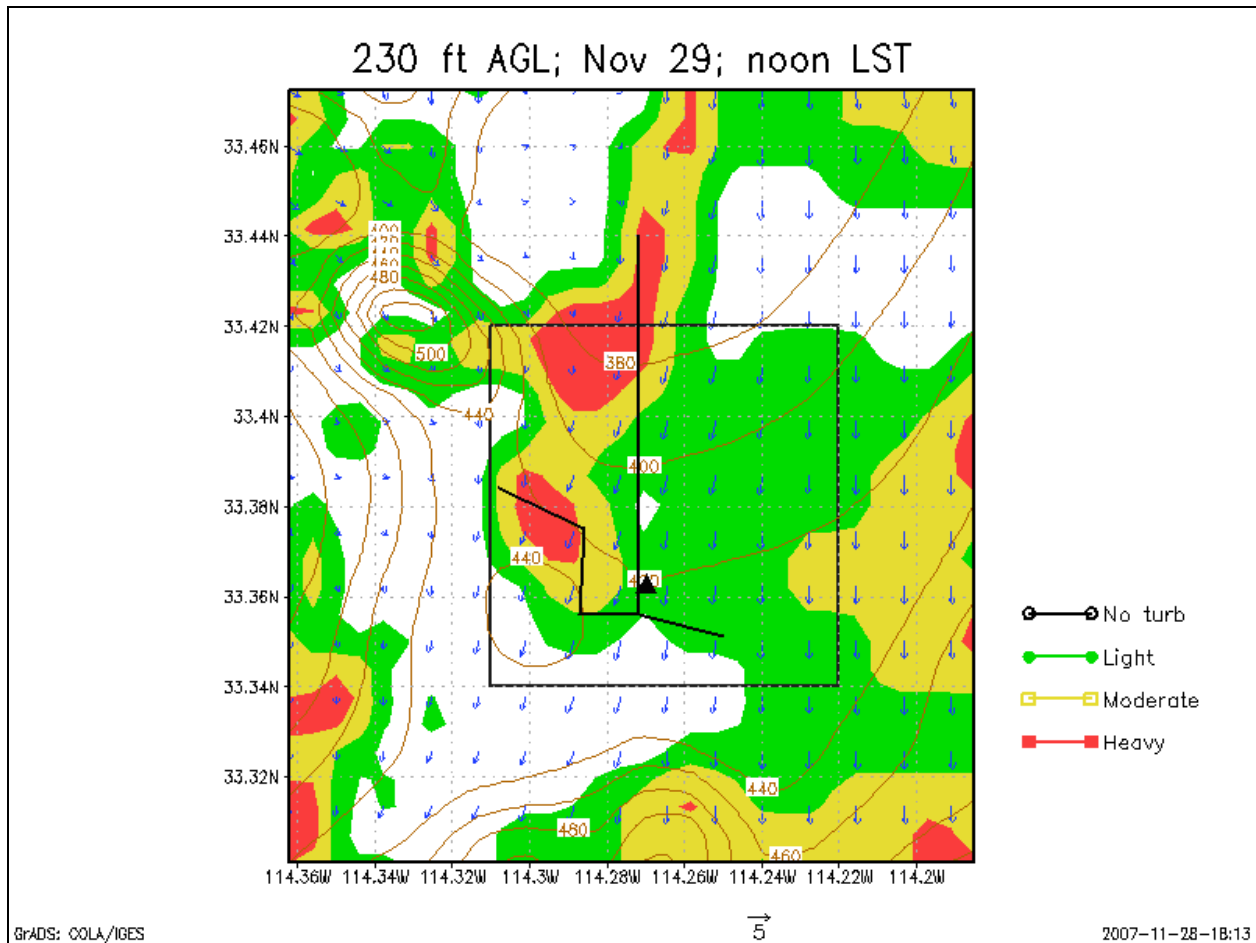 230 ft AGL; Nov 29; noon LST
33.46N
33.44N
400
460
480
33.42N
500
380
33.4N
440
400
33.38N
440
33.36N
No turb
Light
33.34N
Moderate
Heavy
33.32N
440
460
480
114.36W 114.34W 114.32W 114.3W 114.28W 114.26W 114.24W 114.22W 114.2W
5
GrADS: COLA/IGES
2007-11-28-18:13